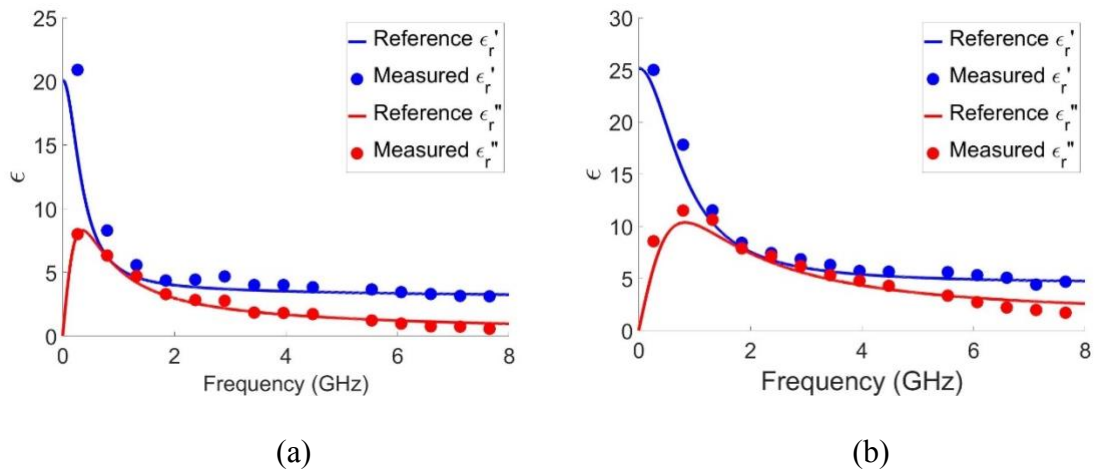 25
20
15
10
5
0
ϵ
0 2 4 6 8
Frequency (GHz)
Reference ϵr'
Measured ϵr'
Reference ϵr"
Measured ϵr"
(a)
30
25
20
15
10
5
0
ϵ
0 2 4 6 8
Frequency (GHz)
Reference ϵr'
Measured ϵr'
Reference ϵr"
Measured ϵr"
(b)